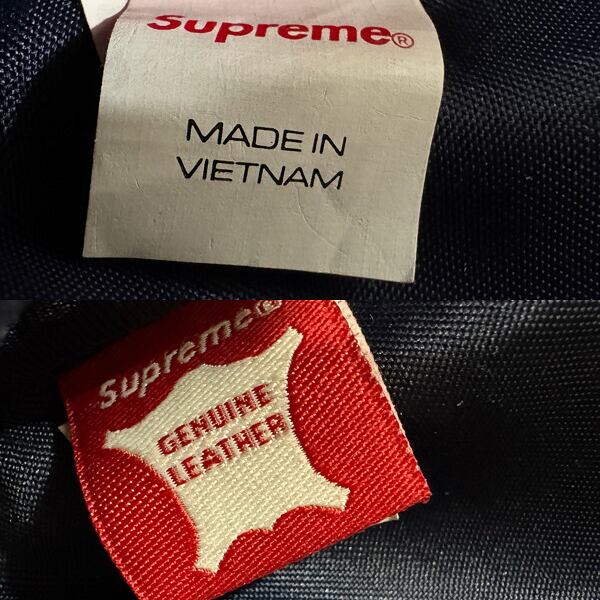 Supreme®
MADE IN
VIETNAM
Supreme®
GENUINE
LEATHER